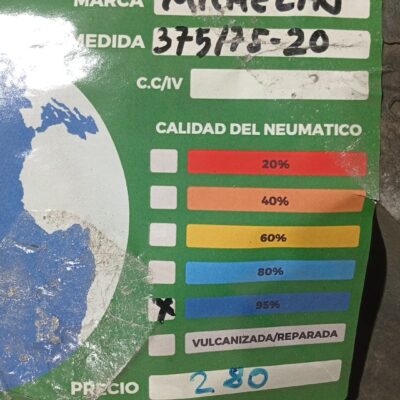 MARCA MICHELIN
MEDIDA 375/75-20
C.C/IV
CALIDAD DEL NEUMATICO
20%
40%
60%
80%
X 95%
VULCANIZADA/REPARADA
PRECIO 280